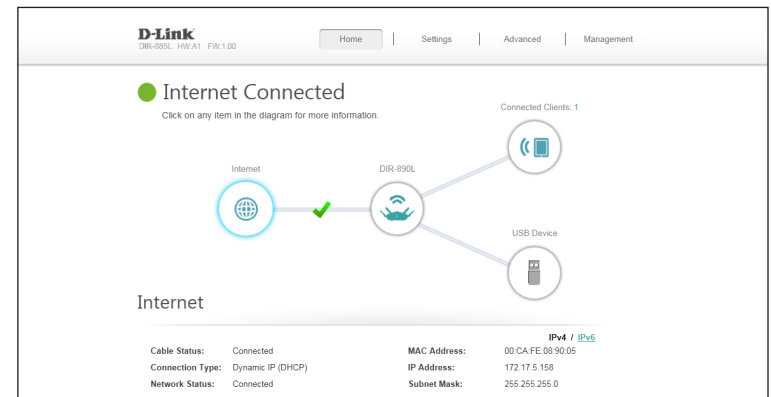 D-Link
DIR-885L HW:A1 FW:1.00
Home | Settings | Advanced | Management
Internet Connected
Click on any item in the diagram for more information.
Connected Clients: 1
Internet
DIR-890L
USB Device
Internet
IPv4 / IPv6
Cable Status: Connected MAC Address: 00:CA:FE:08:90:05
Connection Type: Dynamic IP (DHCP) IP Address: 172.17.5.158
Network Status: Connected Subnet Mask: 255.255.255.0